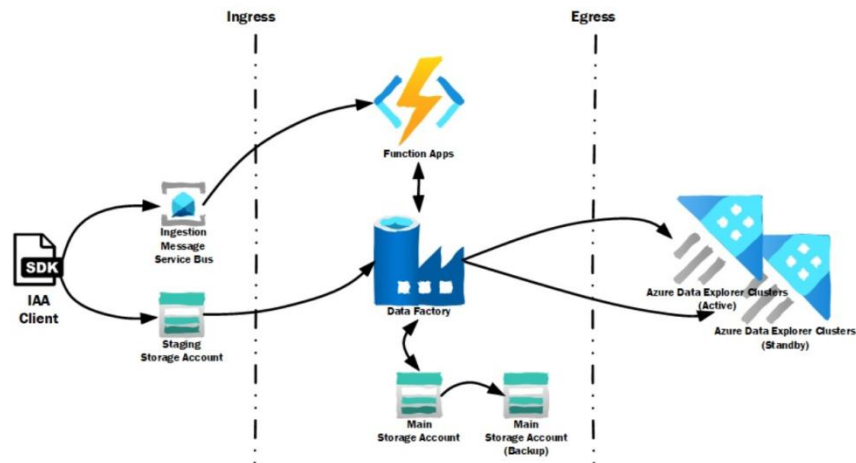 Ingress
Egress
Function Apps
Ingestion
Message
Service Bus
SDK
IAA
Client
Staging
Storage Account
Data Factory
Azure Data Explorer Clusters
(Active)
Azure Data Explorer Clusters
(Standby)
Main
Storage Account
Main
Storage Account
(Backup)